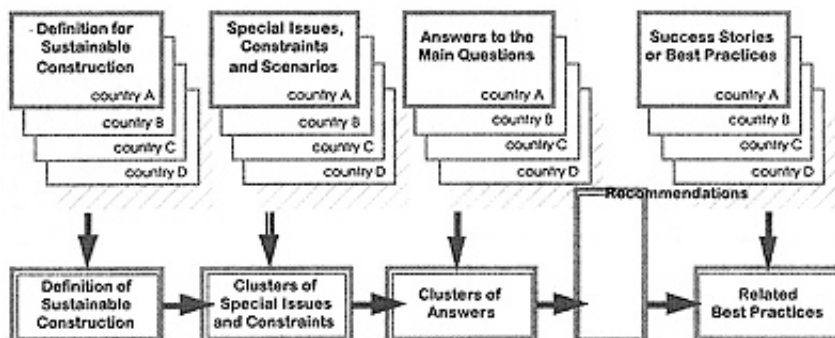 - Definition for
Sustainable
Construction
country A
country B
country C
country D
Special Issues,
Constraints
and Scenarios
country A
country B
country C
country D
Answers to the
Main Questions
country A
country B
country C
country D
Success Stories
or Best Practices
country A
country B
country C
country D
Recommendations
Definition of
Sustainable
Construction
Clusters of
Special Issues
and Constraints
Clusters of
Answers
Related
Best Practices